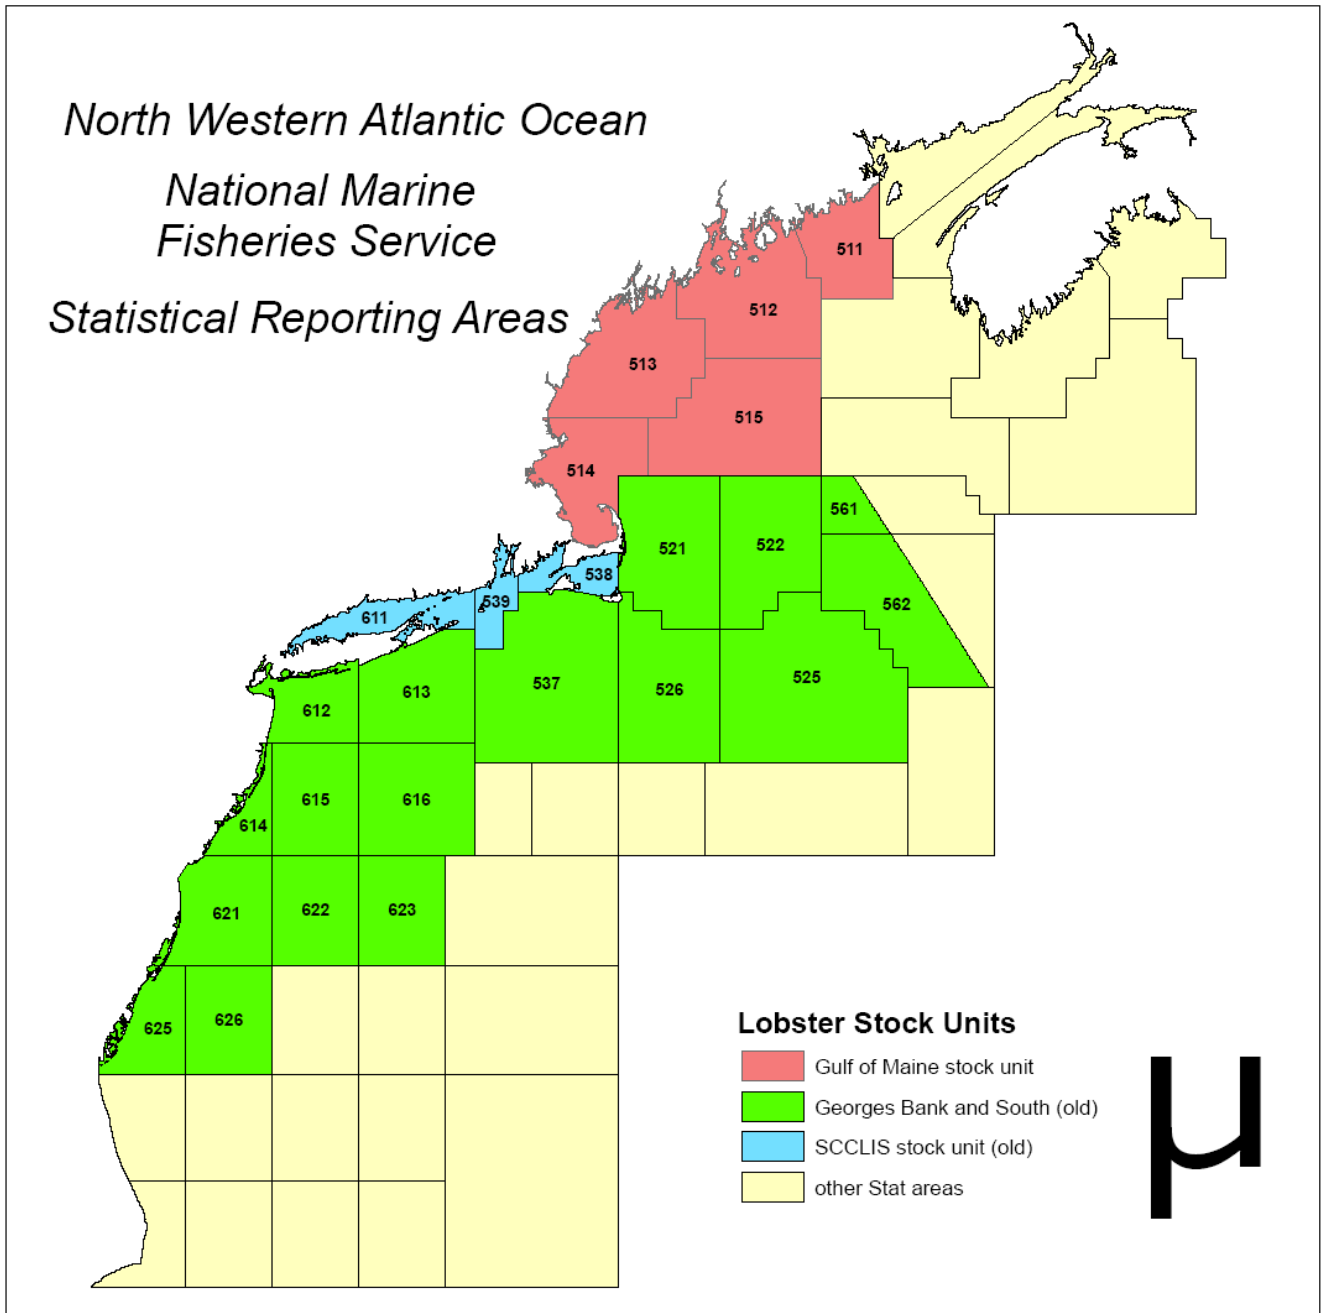 North Western Atlantic Ocean
National Marine
Fisheries Service
Statistical Reporting Areas
511
512
513
515
514
561
521
522
538
562
539
611
537
526
525
613
612
615
616
614
621
622
623
625
626
Lobster Stock Units
Gulf of Maine stock unit
Georges Bank and South (old)
SCCLIS stock unit (old)
other Stat areas
µ